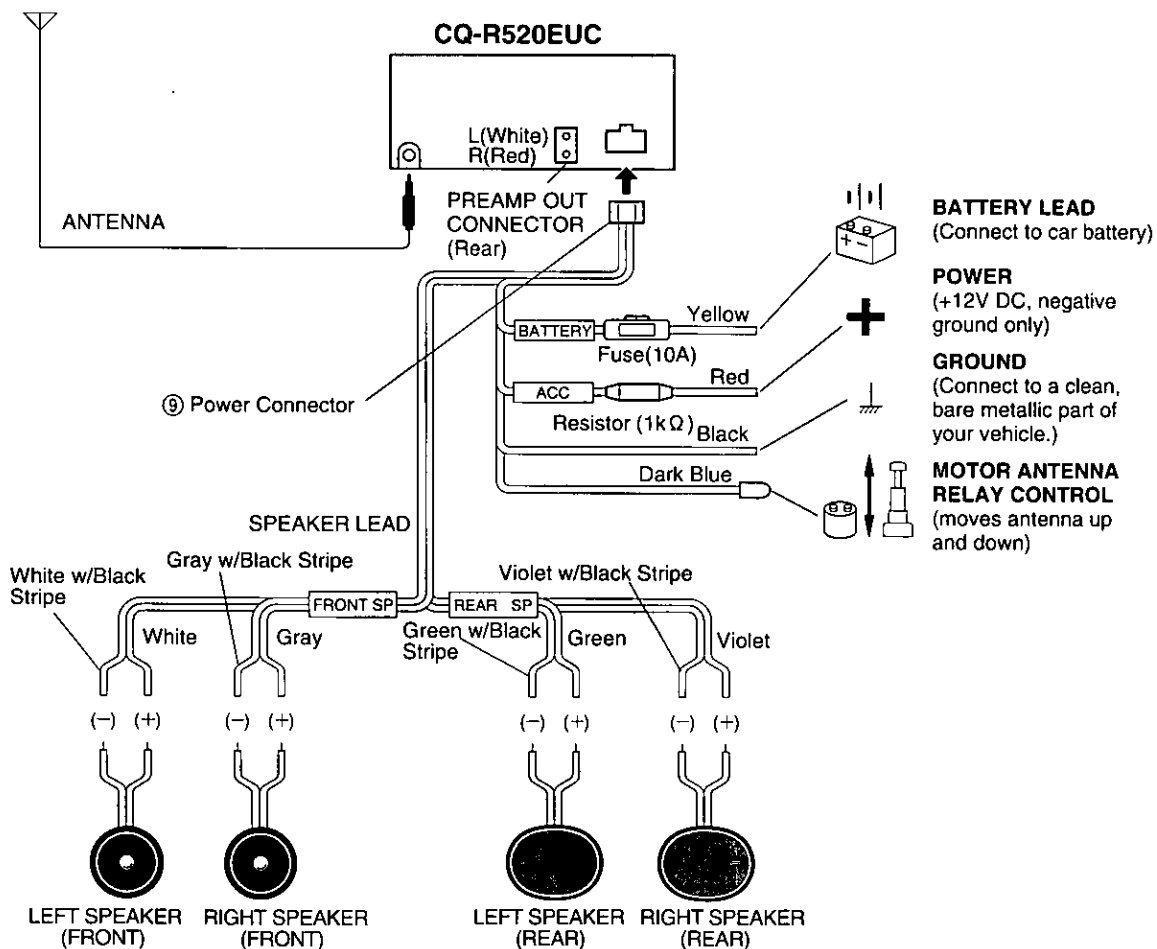 CQ-R520EUC
L(White)
R(Red)
PREAMP OUT
CONNECTOR
(Rear)
ANTENNA
BATTERY LEAD
(Connect to car battery)
POWER
(+12V DC, negative
ground only)
GROUND
(Connect to a clean,
bare metallic part of
your vehicle.)
MOTOR ANTENNA
RELAY CONTROL
(moves antenna up
and down)
BATTERY
Yellow
Fuse(10A)
ACC
Red
Resistor (1kΩ)
Black
Dark Blue
⑨ Power Connector
SPEAKER LEAD
White w/Black
Stripe
Gray w/Black Stripe
Violet w/Black Stripe
FRONT SP
REAR SP
White
Gray
Green w/Black
Stripe
Green
Violet
(−) (+) (−) (+) (−) (+) (−) (+)
LEFT SPEAKER
(FRONT)
RIGHT SPEAKER
(FRONT)
LEFT SPEAKER
(REAR)
RIGHT SPEAKER
(REAR)